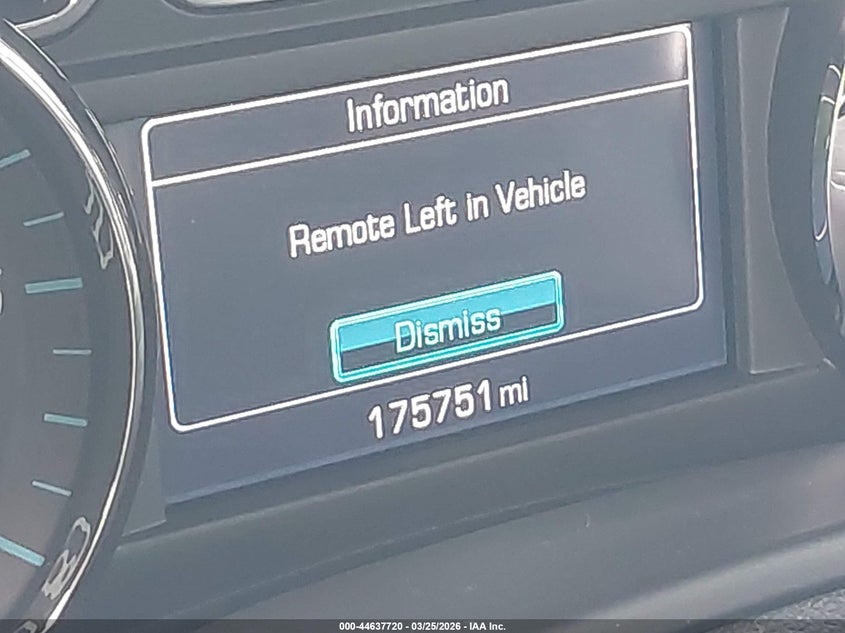 Information
Remote Left in Vehicle
Dismiss
175751 mi
000-44637720 - 03/25/2026 - IAA Inc.